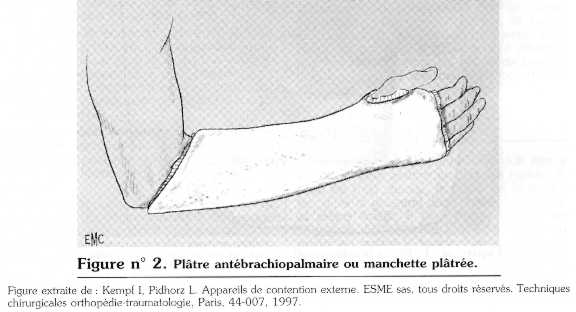 EMC
Figure n° 2. Plâtre antébrachiopalmaire ou manchette plâtrée.
Figure extraite de : Kempf I, Pidhorz L. Appareils de contention externe. ESME sas, tous droits réservés. Techniques
chirurgicales orthopédie-traumatologie, Paris, 44-007, 1997.